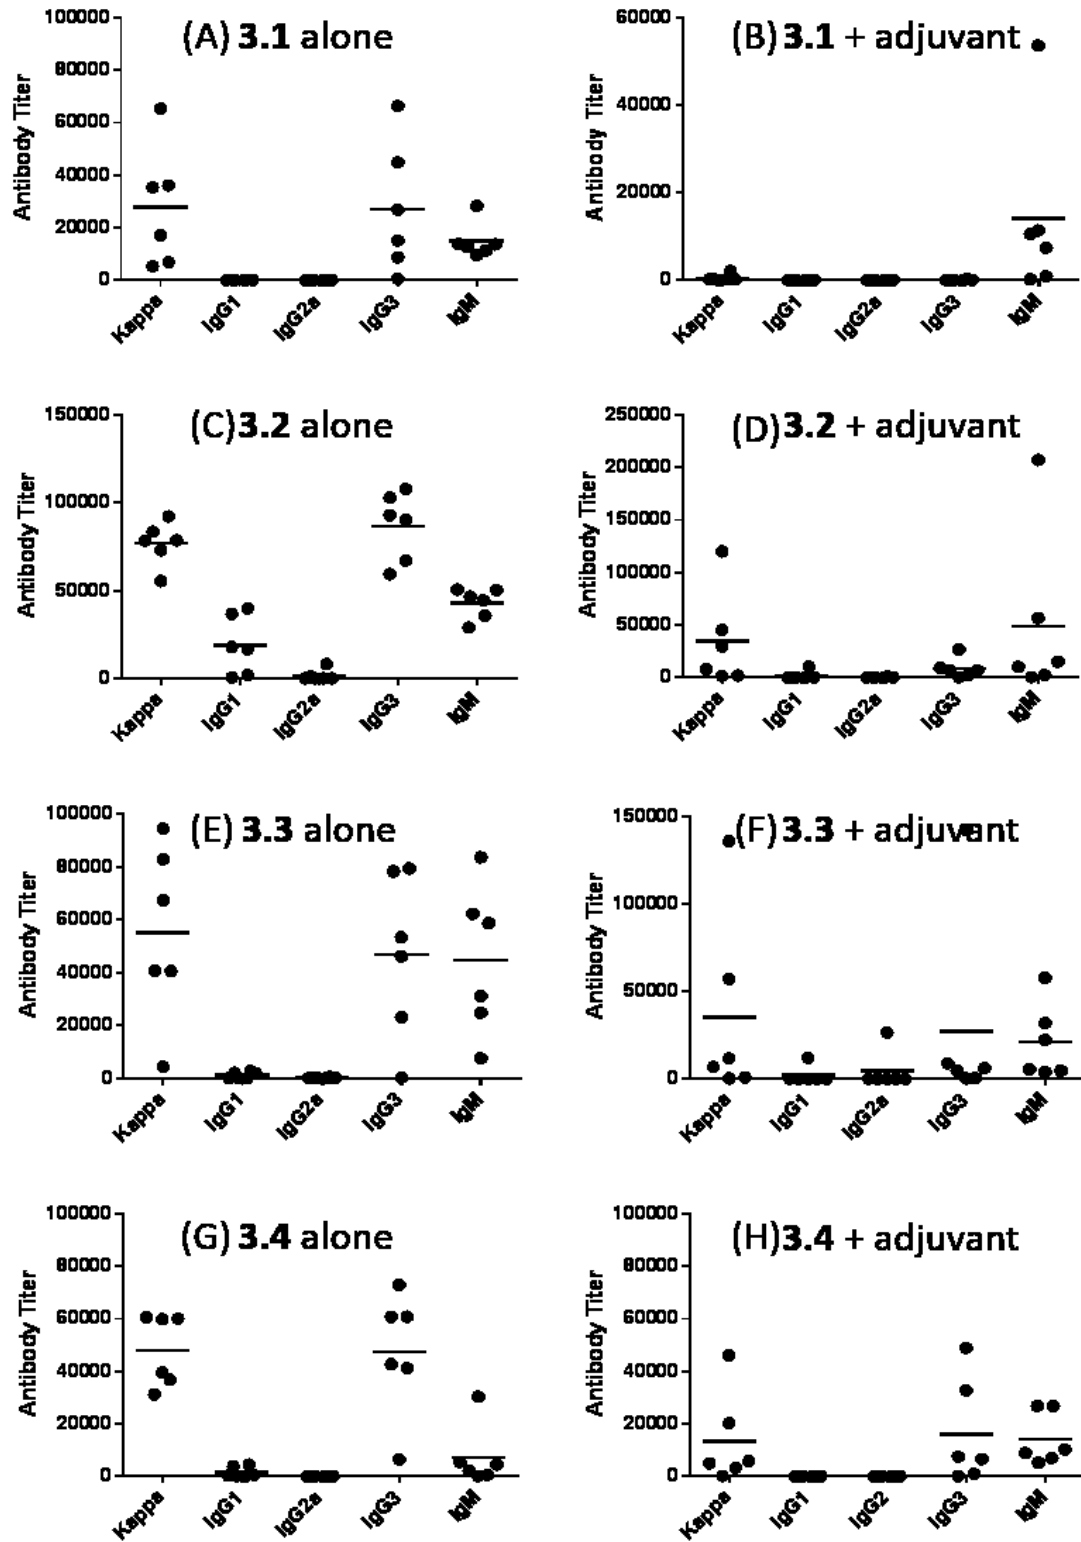 (A) 3.1 alone
Antibody Titer
100000
80000
60000
40000
20000
0
Kappa
IgG1
IgG2a
IgG3
IgM
(B) 3.1 + adjuvant
Antibody Titer
60000
40000
20000
0
Kappa
IgG1
IgG2a
IgG3
IgM
(C)3.2 alone
Antibody Titer
150000
100000
50000
0
Kappa
IgG1
IgG2a
IgG3
IgM
(D)3.2 + adjuvant
Antibody Titer
250000
200000
150000
100000
50000
0
Kappa
IgG1
IgG2a
IgG3
IgM
(E) 3.3 alone
Antibody Titer
100000
80000
60000
40000
20000
0
Kappa
IgG1
IgG2a
IgG3
IgM
(F) 3.3 + adjuvant
Antibody Titer
150000
100000
50000
0
Kappa
IgG1
IgG2a
IgG3
IgM
(G) 3.4 alone
Antibody Titer
100000
80000
60000
40000
20000
0
Kappa
IgG1
IgG2a
IgG3
IgM
(H)3.4 + adjuvant
Antibody Titer
100000
80000
60000
40000
20000
0
Kappa
IgG1
IgG2
IgG3
IgM